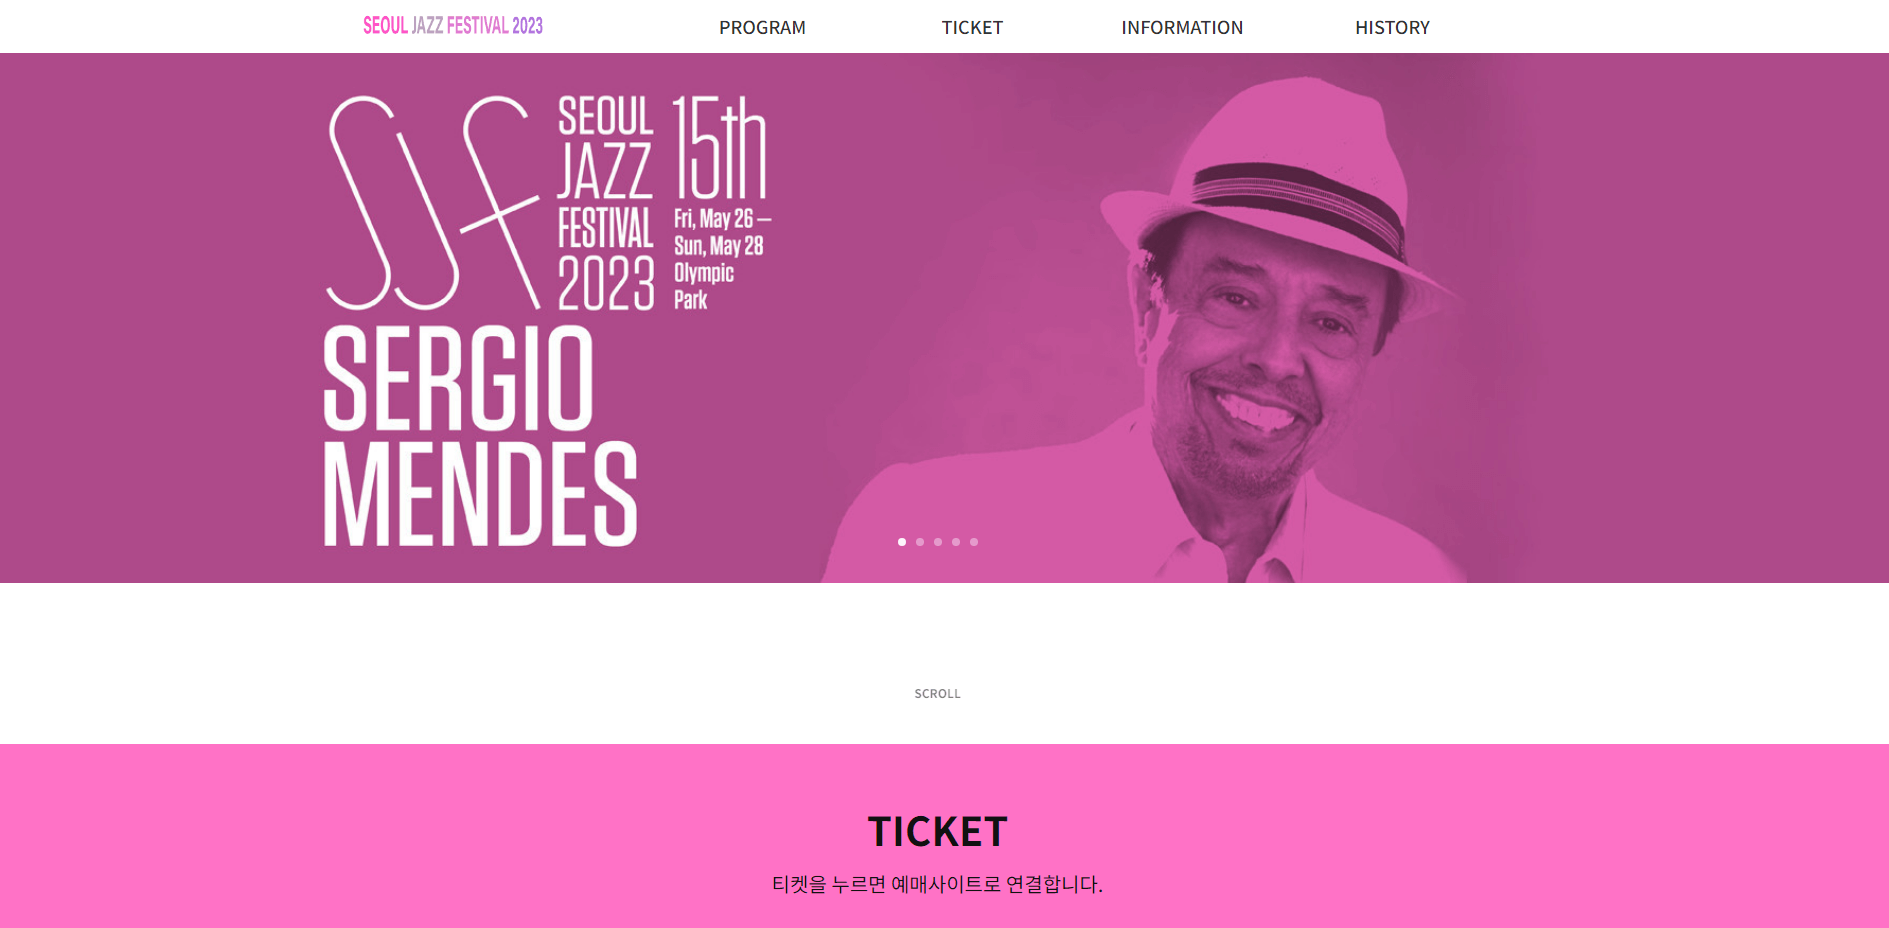 SEOUL JAZZ FESTIVAL 2023
PROGRAM
TICKET
INFORMATION
HISTORY
SEOUL
JAZZ
FESTIVAL
2023
15th
Fri, May 26 —
Sun, May 28
Olympic
Park
SERGIO
MENDES
SCROLL
TICKET
티켓을 누르면 예매사이트로 연결합니다.